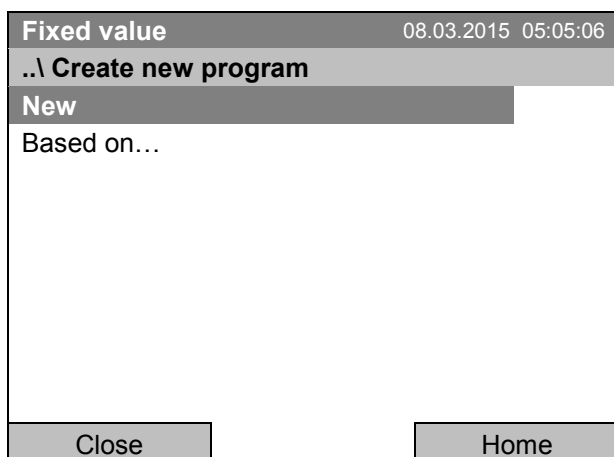 Fixed value 08.03.2015 05:05:06
..\ Create new program
New
Based on…
Close Home